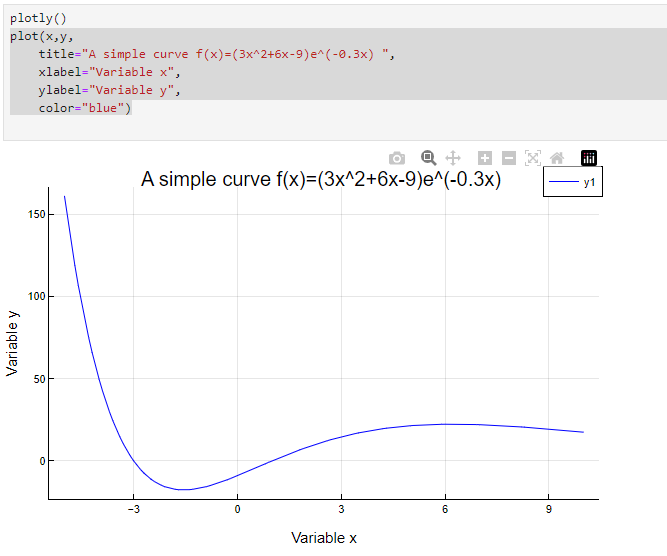 plotly()
plot(x,y,
title="A simple curve f(x)=(3x^2+6x-9)e^(-0.3x) ",
xlabel="Variable x",
ylabel="Variable y",
color="blue")
A simple curve f(x)=(3x^2+6x-9)e^(-0.3x)
y1
150
100
50
0
Variable y
−3
0
3
6
9
Variable x